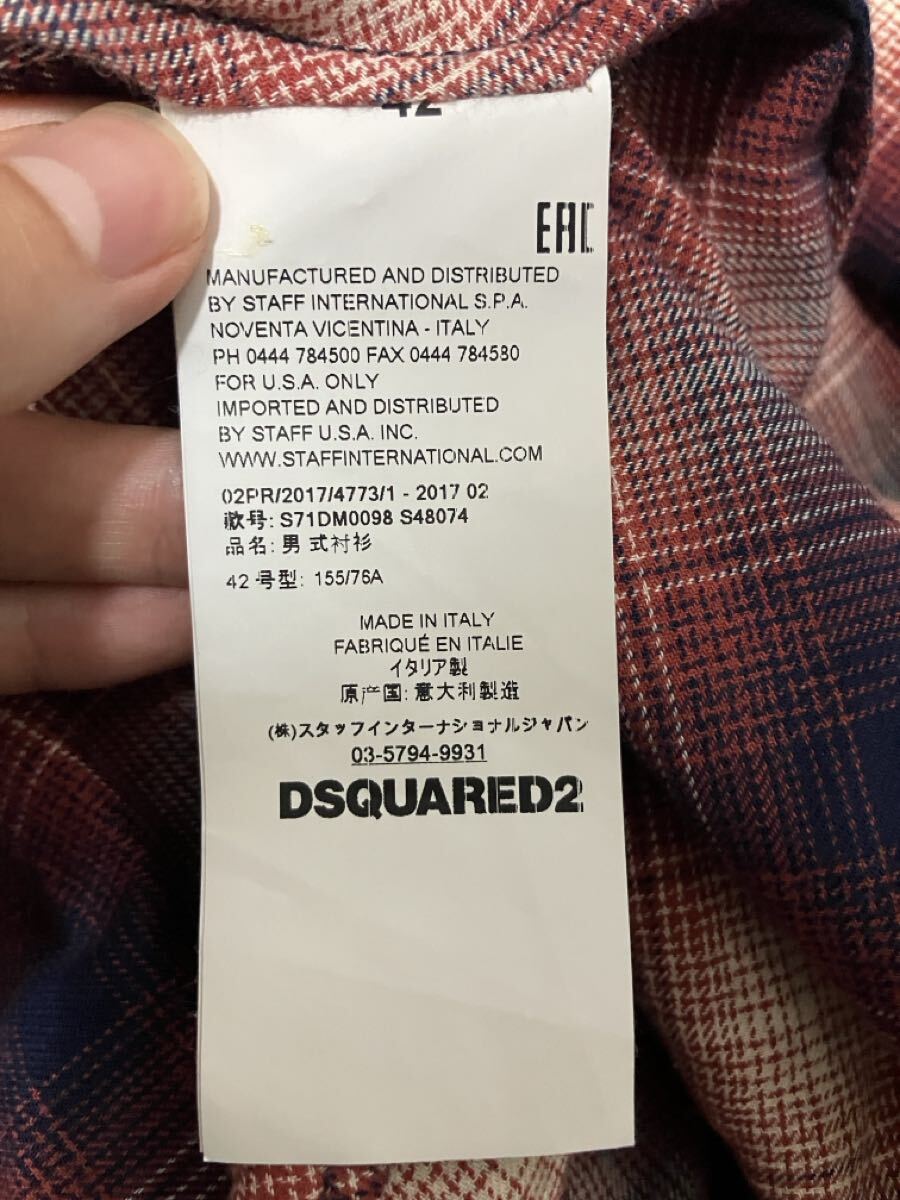 42
EAC
MANUFACTURED AND DISTRIBUTED
BY STAFF INTERNATIONAL S.P.A.
NOVENTA VICENTINA - ITALY
PH 0444 784500 FAX 0444 784580
FOR U.S.A. ONLY
IMPORTED AND DISTRIBUTED
BY STAFF U.S.A. INC.
WWW.STAFFINTERNATIONAL.COM
02PR/2017/4773/1 - 2017 02
款号: S71DM0098 S48074
品名: 男式衬衫
42 号型: 155/76A
MADE IN ITALY
FABRIQUÉ EN ITALIE
イタリア製
原产国: 意大利製造
(株)スタッフインターナショナルジャパン
03-5794-9931
DSQUARED2